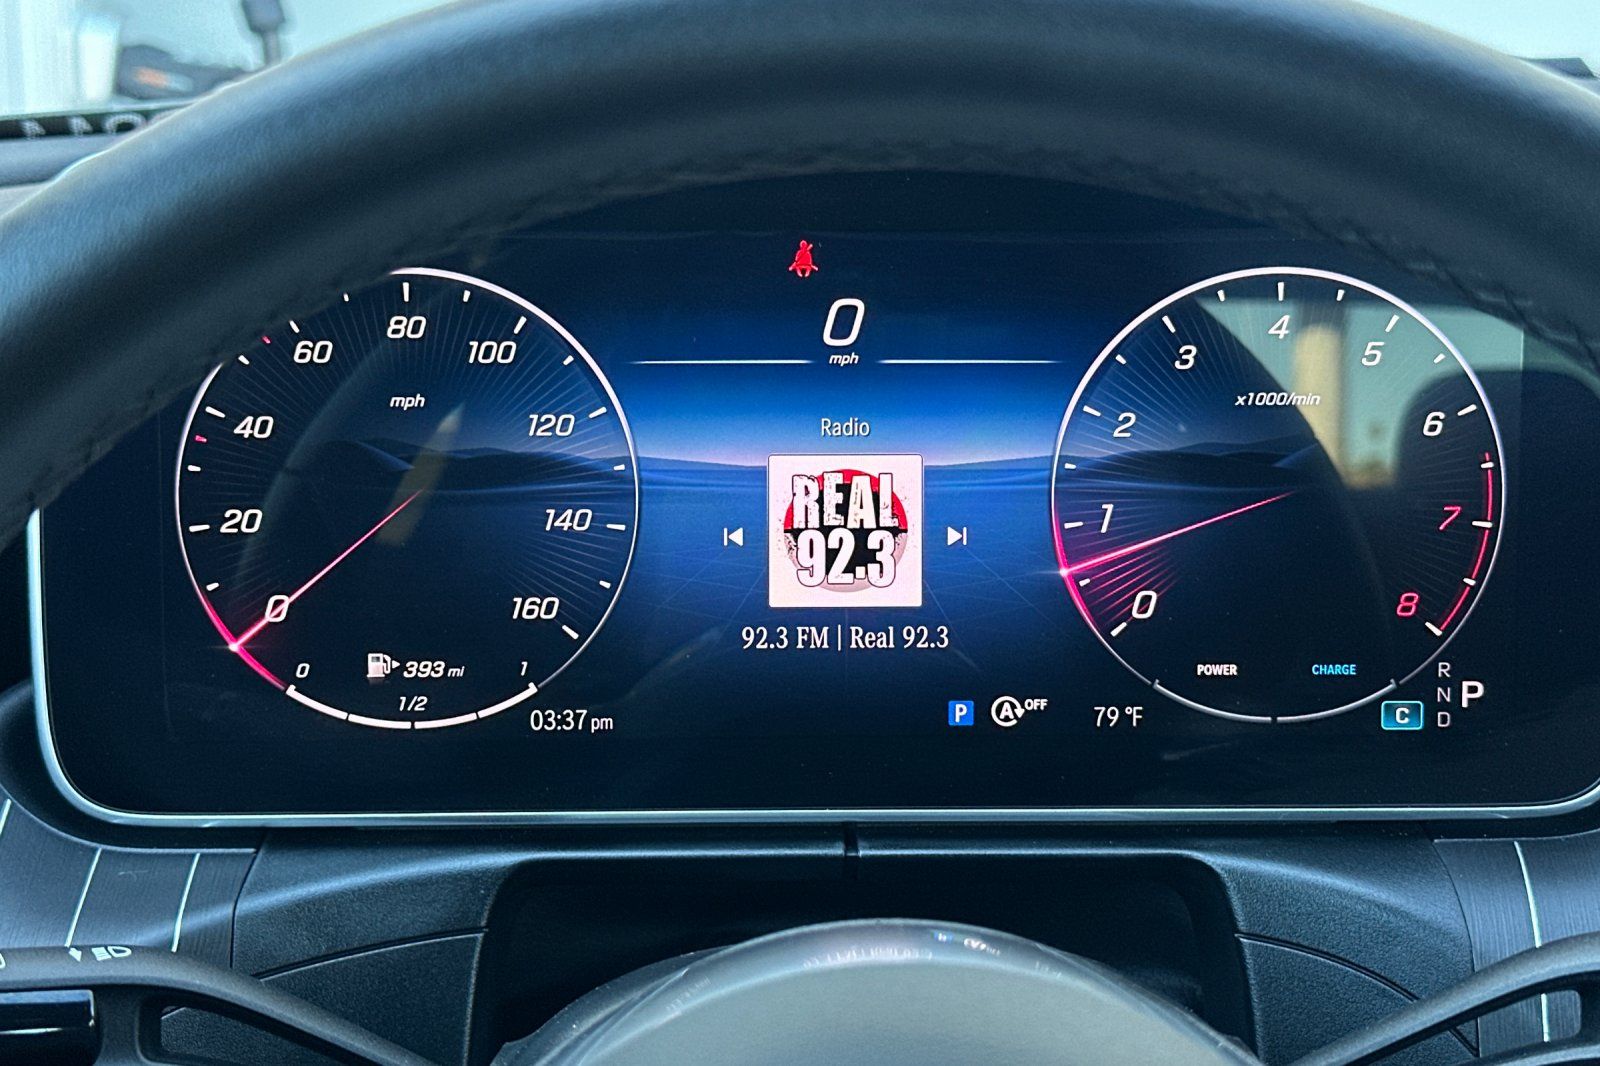 0
mph
80
60
100
mph
40
120
20
140
0
160
0
393 mi
1
1/2
03:37 pm
Radio
REAL
92.3
92.3 FM | Real 92.3
4
3
5
x1000/min
2
6
1
7
0
8
POWER
CHARGE
R
N
P
D
C
P
A OFF
79 °F